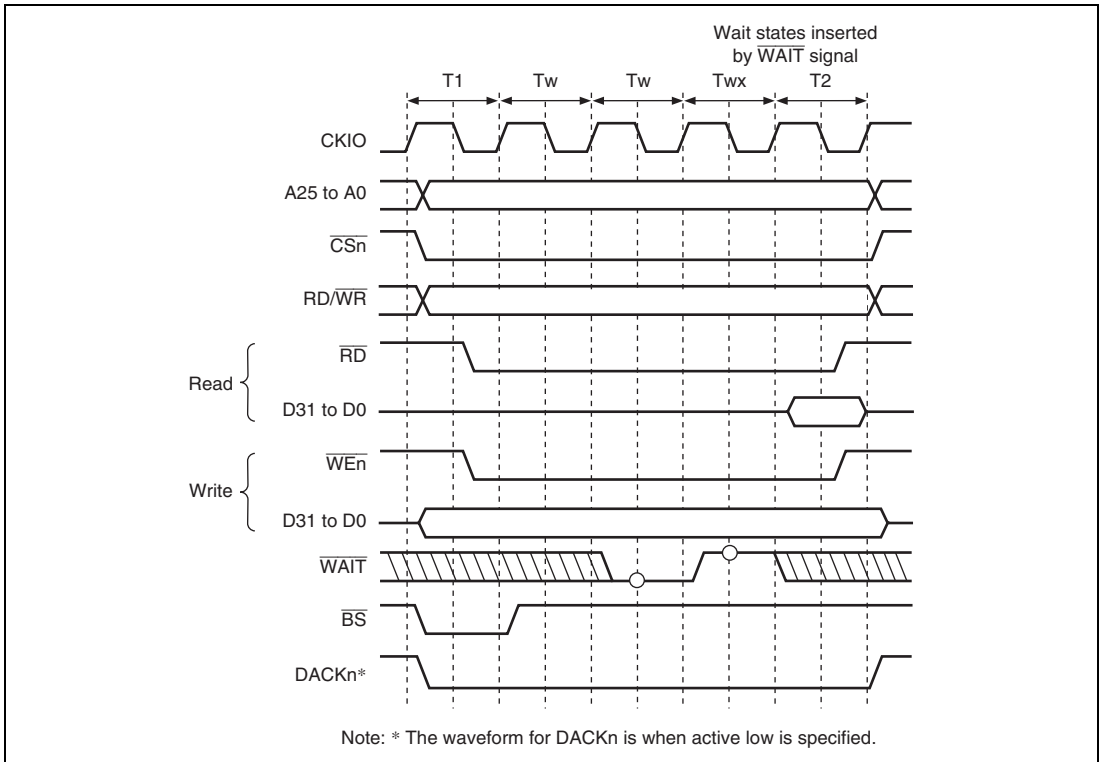 Wait states inserted
by WAIT signal
T1 Tw Tw Twx T2
CKIO
A25 to A0
CSn
RD/WR
Read
RD
D31 to D0
Write
WEn
D31 to D0
WAIT
BS
DACKn*
Note: * The waveform for DACKn is when active low is specified.